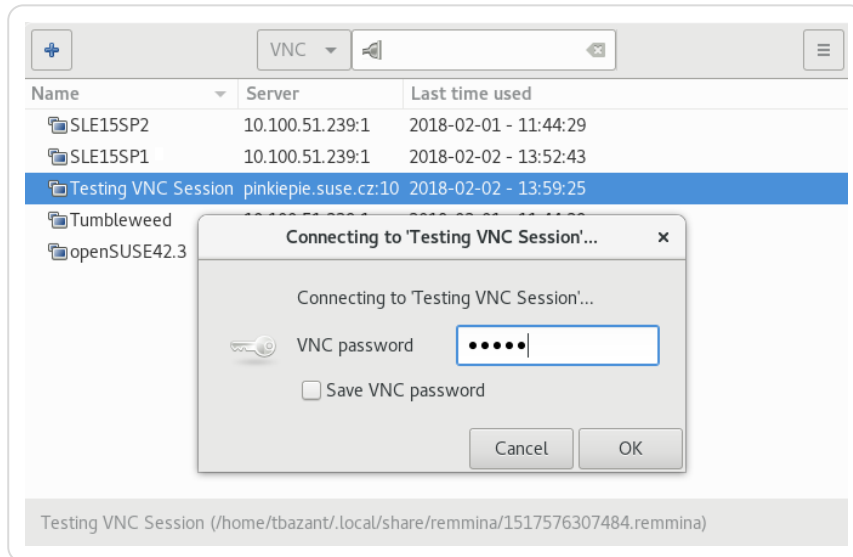 VNC
Name Server Last time used
SLE15SP2 10.100.51.239:1 2018-02-01 - 11:44:29
SLE15SP1 10.100.51.239:1 2018-02-02 - 13:52:43
Testing VNC Session pinkiepie.suse.cz:10 2018-02-02 - 13:59:25
Tumbleweed
openSUSE42.3
Connecting to 'Testing VNC Session'...
Connecting to 'Testing VNC Session'...
VNC password •••••
Save VNC password
Cancel OK
Testing VNC Session (/home/tbazant/.local/share/remmina/1517576307484.remmina)